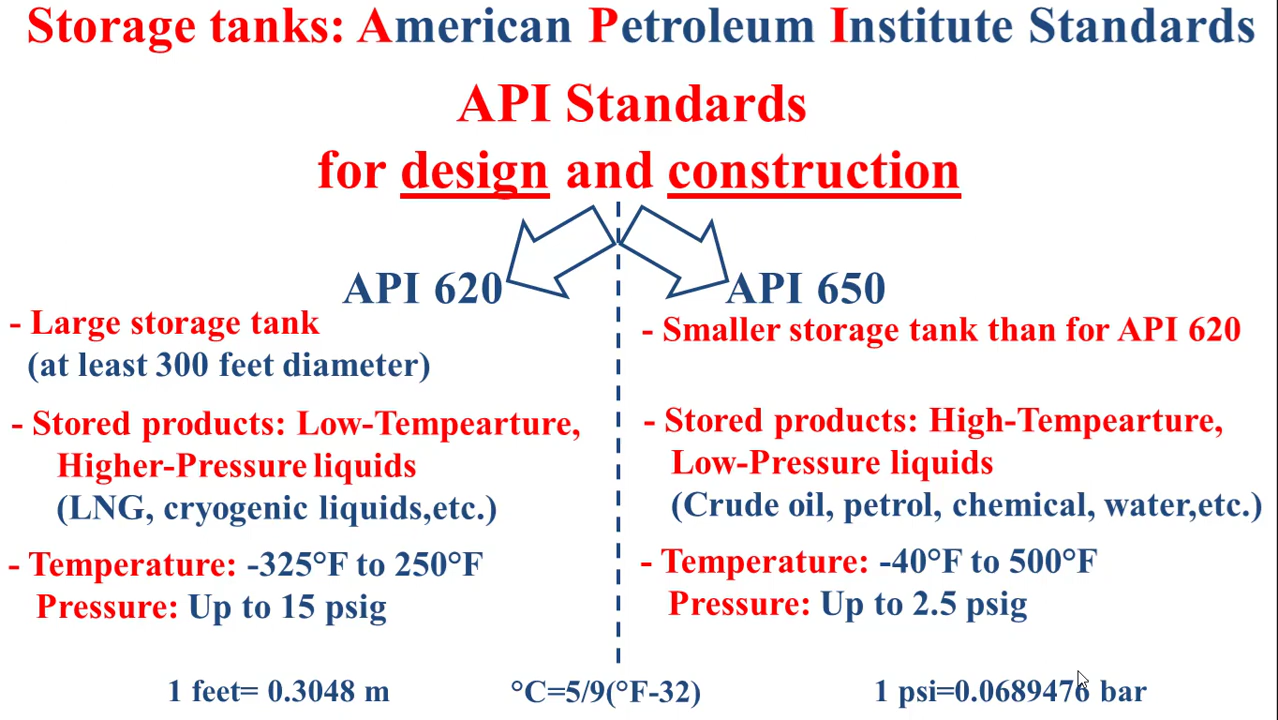 Storage tanks: American Petroleum Institute Standards
API Standards
for design and construction
API 620
- Large storage tank
(at least 300 feet diameter)
- Stored products: Low-Tempearture,
Higher-Pressure liquids
(LNG, cryogenic liquids,etc.)
- Temperature: -325°F to 250°F
Pressure: Up to 15 psig
API 650
- Smaller storage tank than for API 620
- Stored products: High-Tempearture,
Low-Pressure liquids
(Crude oil, petrol, chemical, water,etc.)
- Temperature: -40°F to 500°F
Pressure: Up to 2.5 psig
1 feet= 0.3048 m
°C=5/9(°F-32)
1 psi=0.0689476 bar